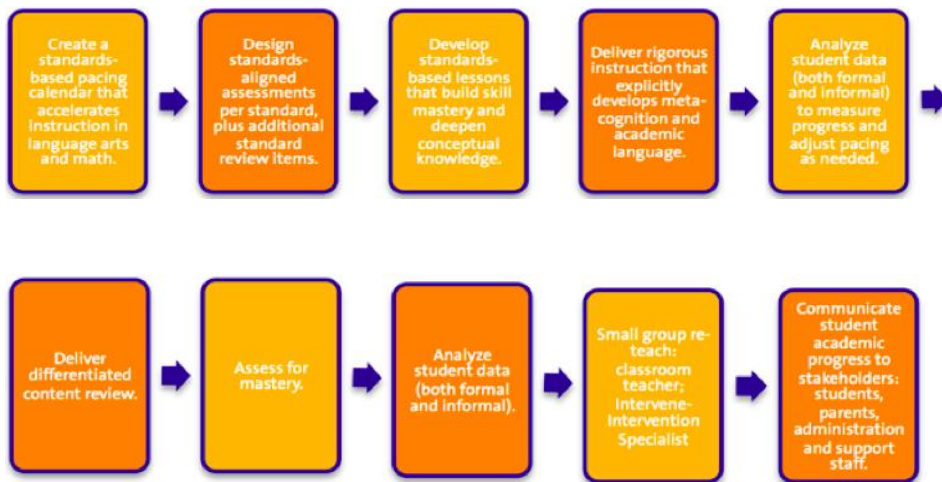 Create a
standards-
based pacing
calendar that
accelerates
instruction in
language arts
and math.
Design
standards-
aligned
assessments
per standard,
plus additional
standard
review items.
Develop
standards-
based lessons
that build skill
mastery and
deepen
conceptual
knowledge.
Deliver rigorous
instruction that
explicitly
develops meta-
cognition and
academic
language.
Analyze
student data
(both formal
and informal)
to measure
progress and
adjust pacing
as needed.
Deliver
differentiated
content review.
Assess for
mastery.
Analyze
student data
(both formal
and informal).
Small group re-
teach:
classroom
teacher;
Intervene-
Intervention
Specialist
Communicate
student
academic
progress to
stakeholders:
students,
parents,
administration
and support
staff.